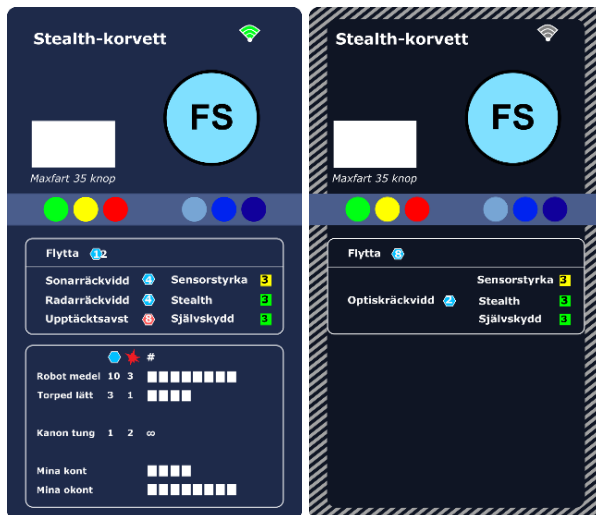 Stealth-korvett
FS
Maxfart 35 knop
Flytta 12
Sonarräckvidd 4 Sensorstyrka 3
Radarräckvidd 4 Stealth 3
Upptäcktsavst 8 Självskydd 3
#
Robot medel 10 3
Torped lätt 3 1
Kanon tung 1 2 ∞
Mina kont
Mina okont
Stealth-korvett
FS
Maxfart 35 knop
Flytta 8
Sensorstyrka 3
Optiskräckvidd 2 Stealth 3
Självskydd 3